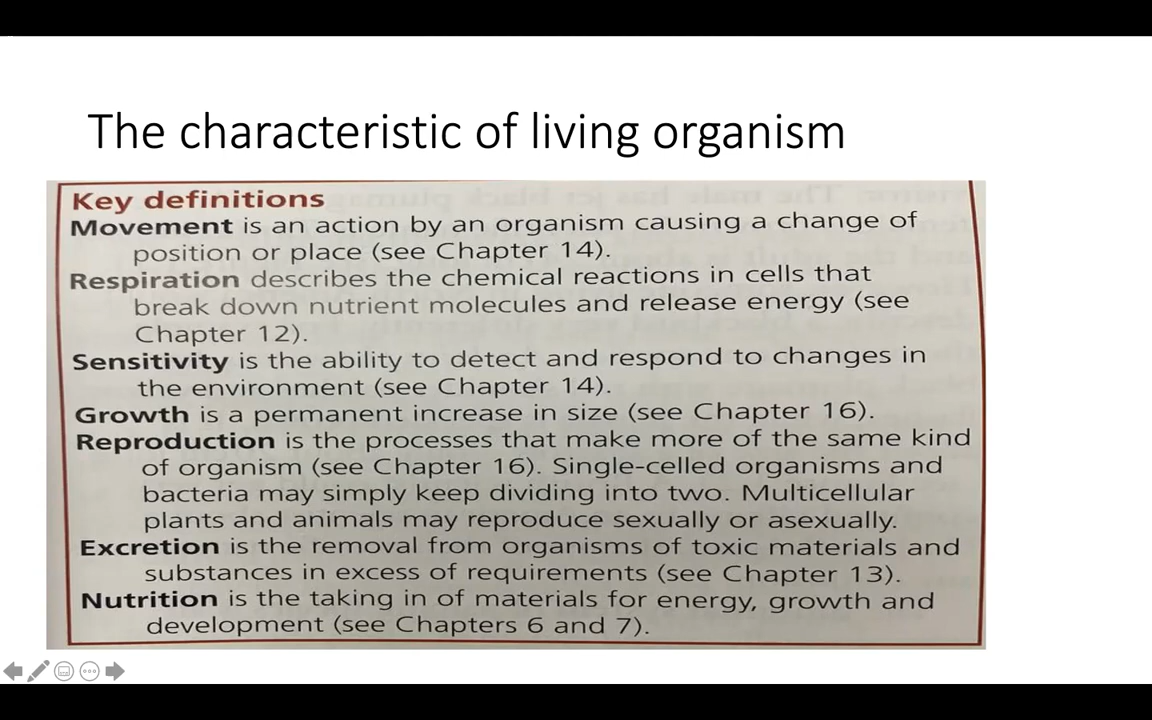 The characteristic of living organism
Key definitions
Movement is an action by an organism causing a change of
position or place (see Chapter 14).
Respiration describes the chemical reactions in cells that
break down nutrient molecules and release energy (see
Chapter 12).
Sensitivity is the ability to detect and respond to changes in
the environment (see Chapter 14).
Growth is a permanent increase in size (see Chapter 16).
Reproduction is the processes that make more of the same kind
of organism (see Chapter 16). Single-celled organisms and
bacteria may simply keep dividing into two. Multicellular
plants and animals may reproduce sexually or asexually.
Excretion is the removal from organisms of toxic materials and
substances in excess of requirements (see Chapter 13).
Nutrition is the taking in of materials for energy, growth and
development (see Chapters 6 and 7).